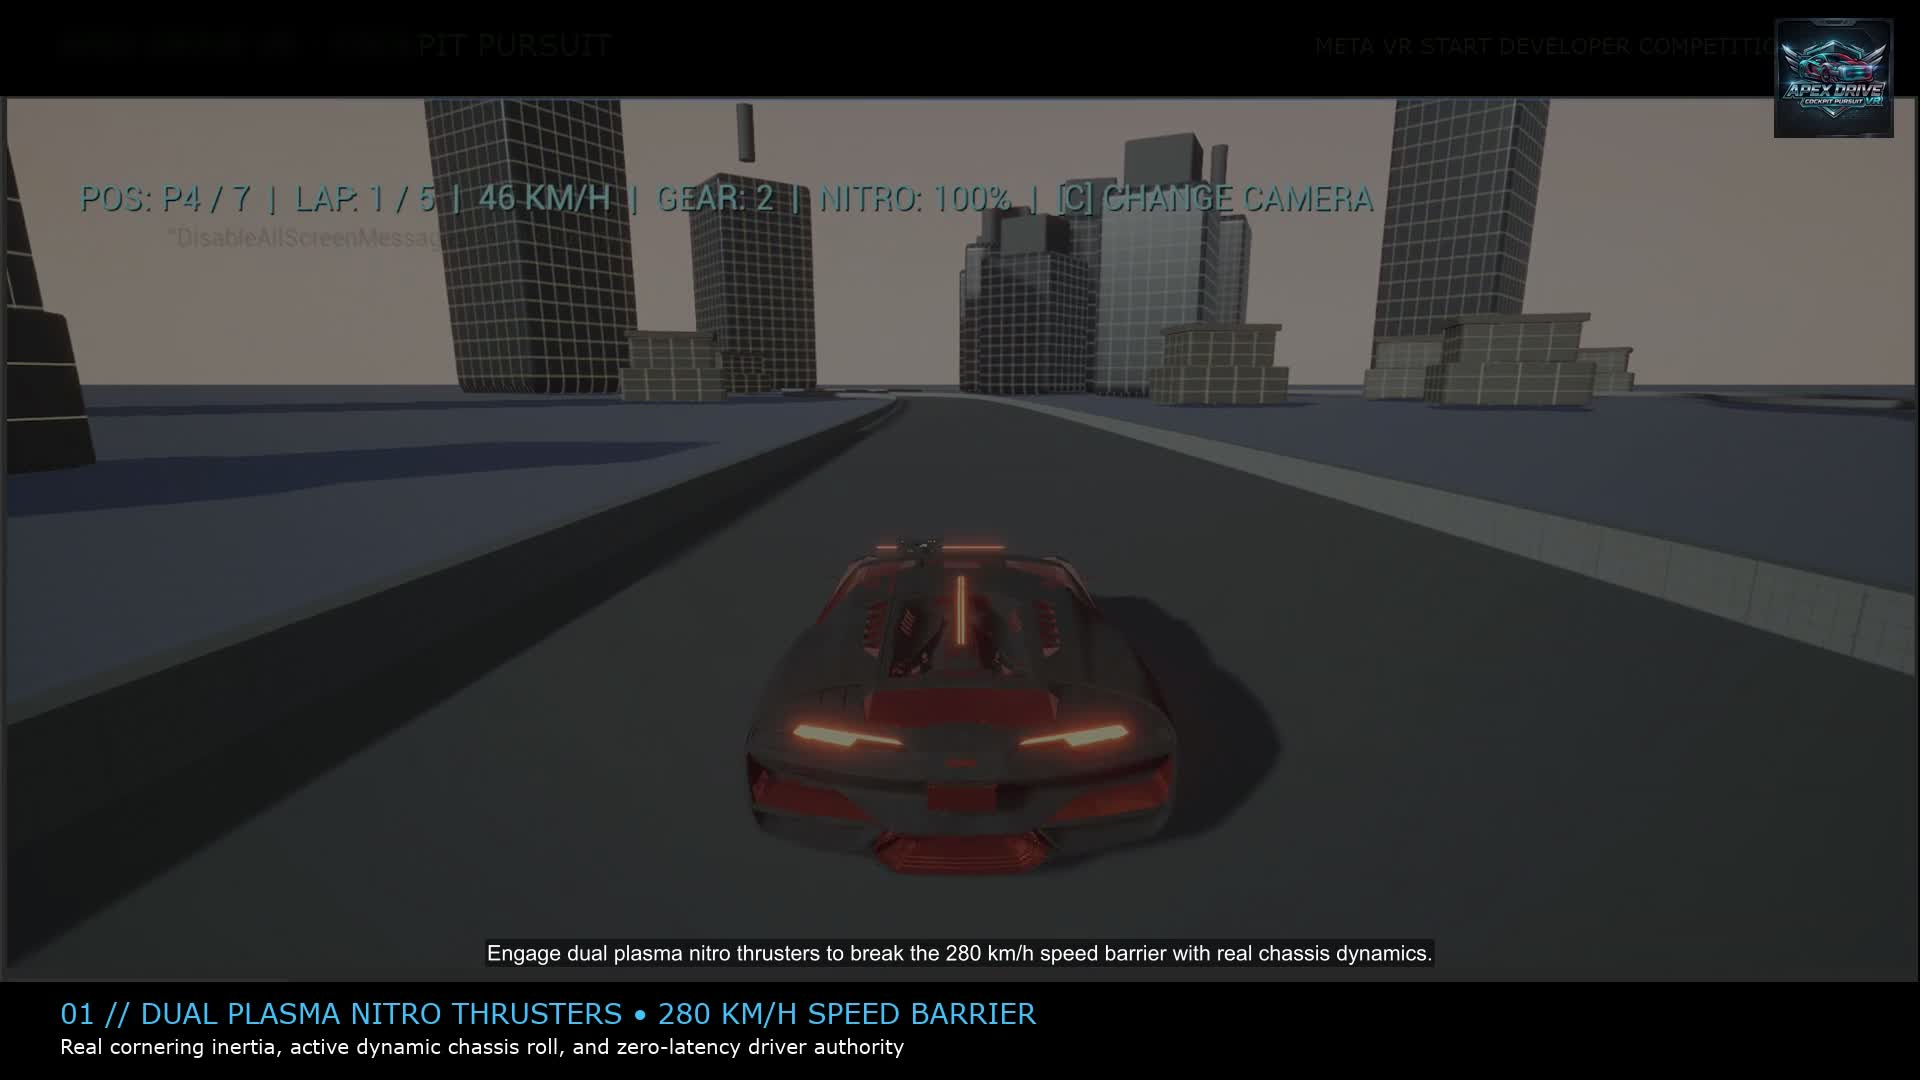 PIT PURSUIT
META VR START DEVELOPER COMPETITIO
APEX DRIVE
COCKPIT PURSUIT VR
POS: P4 / 7 | LAP: 1 / 5 | 46 KM/H | GEAR: 2 | NITRO: 100% | [C] CHANGE CAMERA
"DisableAllScreenMessag
Engage dual plasma nitro thrusters to break the 280 km/h speed barrier with real chassis dynamics.
01 // DUAL PLASMA NITRO THRUSTERS • 280 KM/H SPEED BARRIER
Real cornering inertia, active dynamic chassis roll, and zero-latency driver authority